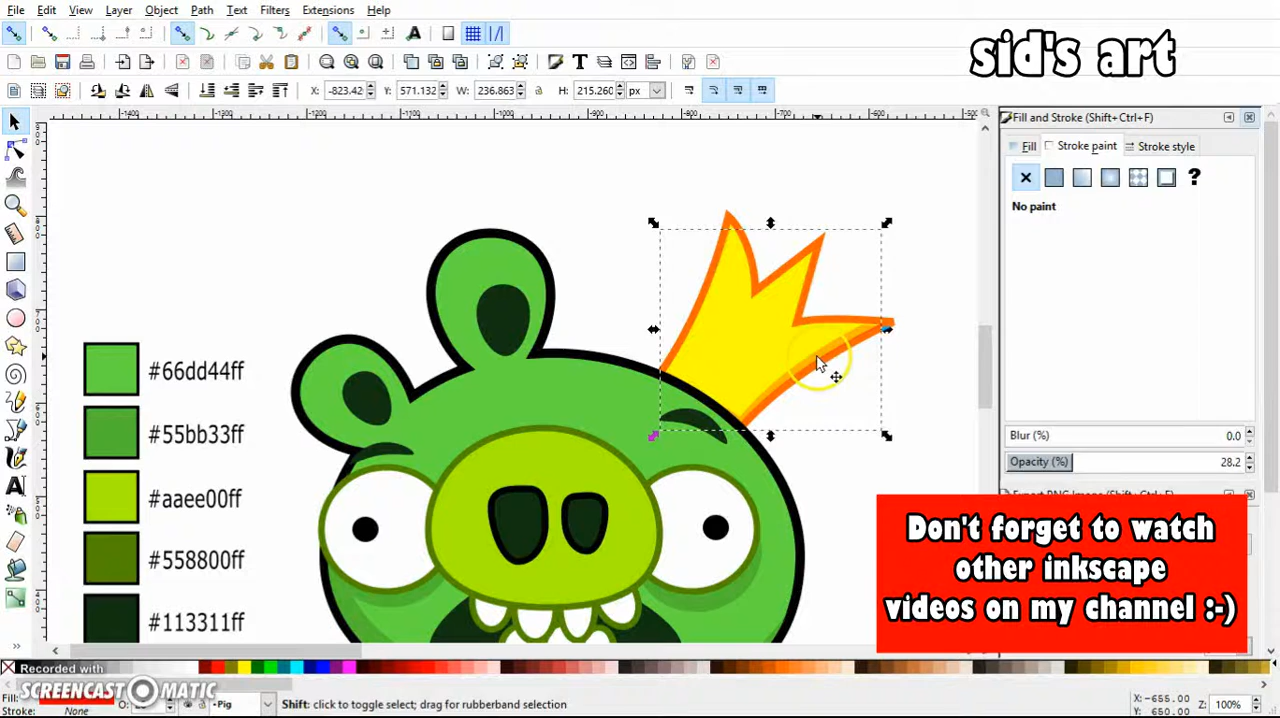 File Edit View Layer Object Path Text Filters Extensions Help
sid's art
X: -823.42 Y: 571.132 W: 236.863 H: 215.260 px
Fill and Stroke (Shift+Ctrl+F)
Fill Stroke paint Stroke style
No paint
#66dd44ff
#55bb33ff
#aaee00ff
#558800ff
#113311ff
Blur (%) 0.0
Opacity (%) 28.2
Don't forget to watch
other inkscape
videos on my channel :-)
Recorded with
SCREENCAST MATIC
Fill:
Stroke: None
O:
Pig
Shift: click to toggle select; drag for rubberband selection
X: -655.00
Y: 650.00
Z: 100%